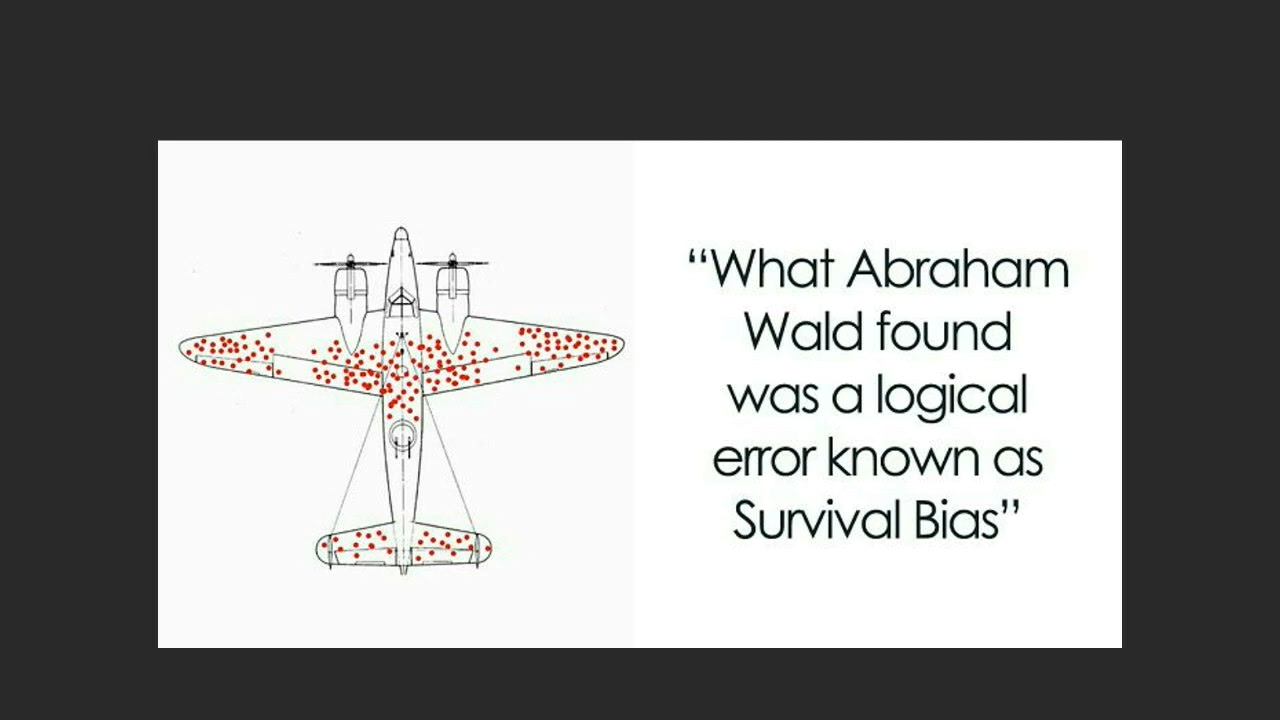 “What Abraham
Wald found
was a logical
error known as
Survival Bias”